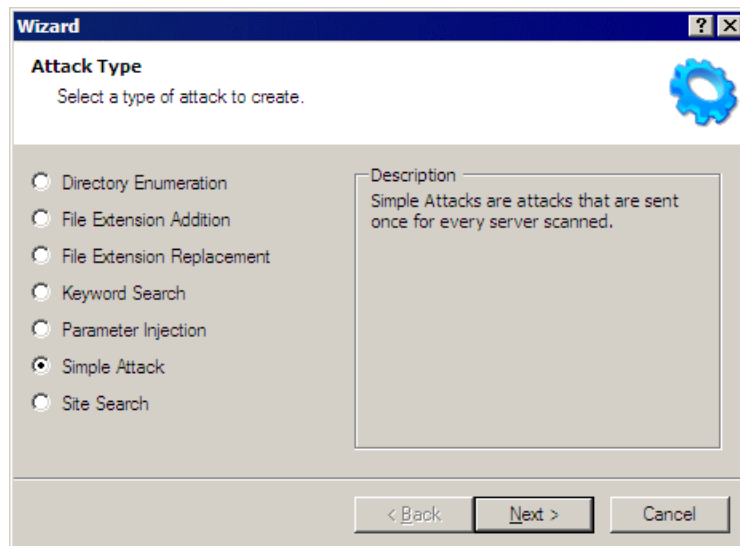 Wizard
Attack Type
Select a type of attack to create.
Directory Enumeration
File Extension Addition
File Extension Replacement
Keyword Search
Parameter Injection
Simple Attack
Site Search
Description
Simple Attacks are attacks that are sent
once for every server scanned.
< Back
Next >
Cancel